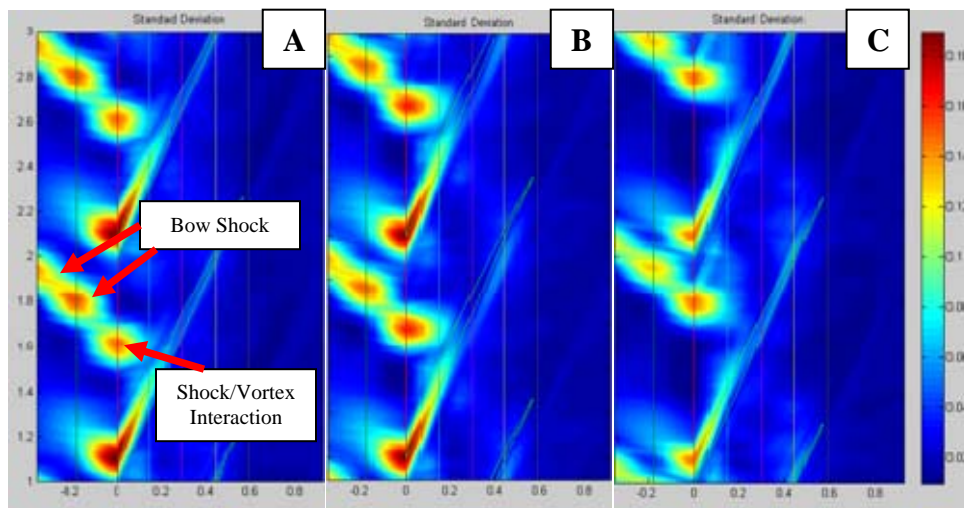 Standad Deviation
A
Standard Deviation
B
Standard Deviation
C
3
2.8
2.6
2.4
2.2
2
1.8
1.6
1.4
1.2
1
Bow Shock
Shock/Vortex
Interaction
-0.2 0 0.2 0.4 0.6 0.8
-0.2 0 0.2 0.4 0.6 0.8
-0.2 0 0.2 0.4 0.6 0.8